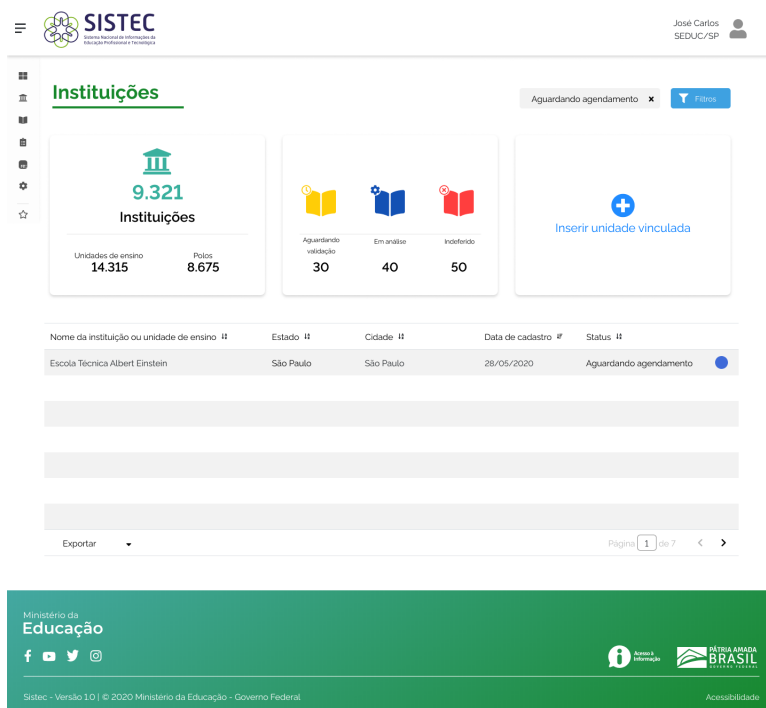 SISTEC
Sistema Nacional de Informações da
Educação Profissional e Tecnológica
José Carlos
SEDUC/SP
Instituições
Aguardando agendamento
Filtros
9.321
Instituições
Unidades de ensino
Polos
14.315
8.675
Aguardando
validação
Em análise
Indeferido
30
40
50
Inserir unidade vinculada
Nome da instituição ou unidade de ensino
Estado
Cidade
Data de cadastro
Status
Escola Técnica Albert Einstein
São Paulo
São Paulo
28/05/2020
Aguardando agendamento
Exportar
Página 1 de 7
Ministério da
Educação
Acesso à
Informação
PÁTRIA AMADA
BRASIL
GOVERNO FEDERAL
Sistec - Versão 1.0 | © 2020 Ministério da Educação - Governo Federal
Acessibilidade